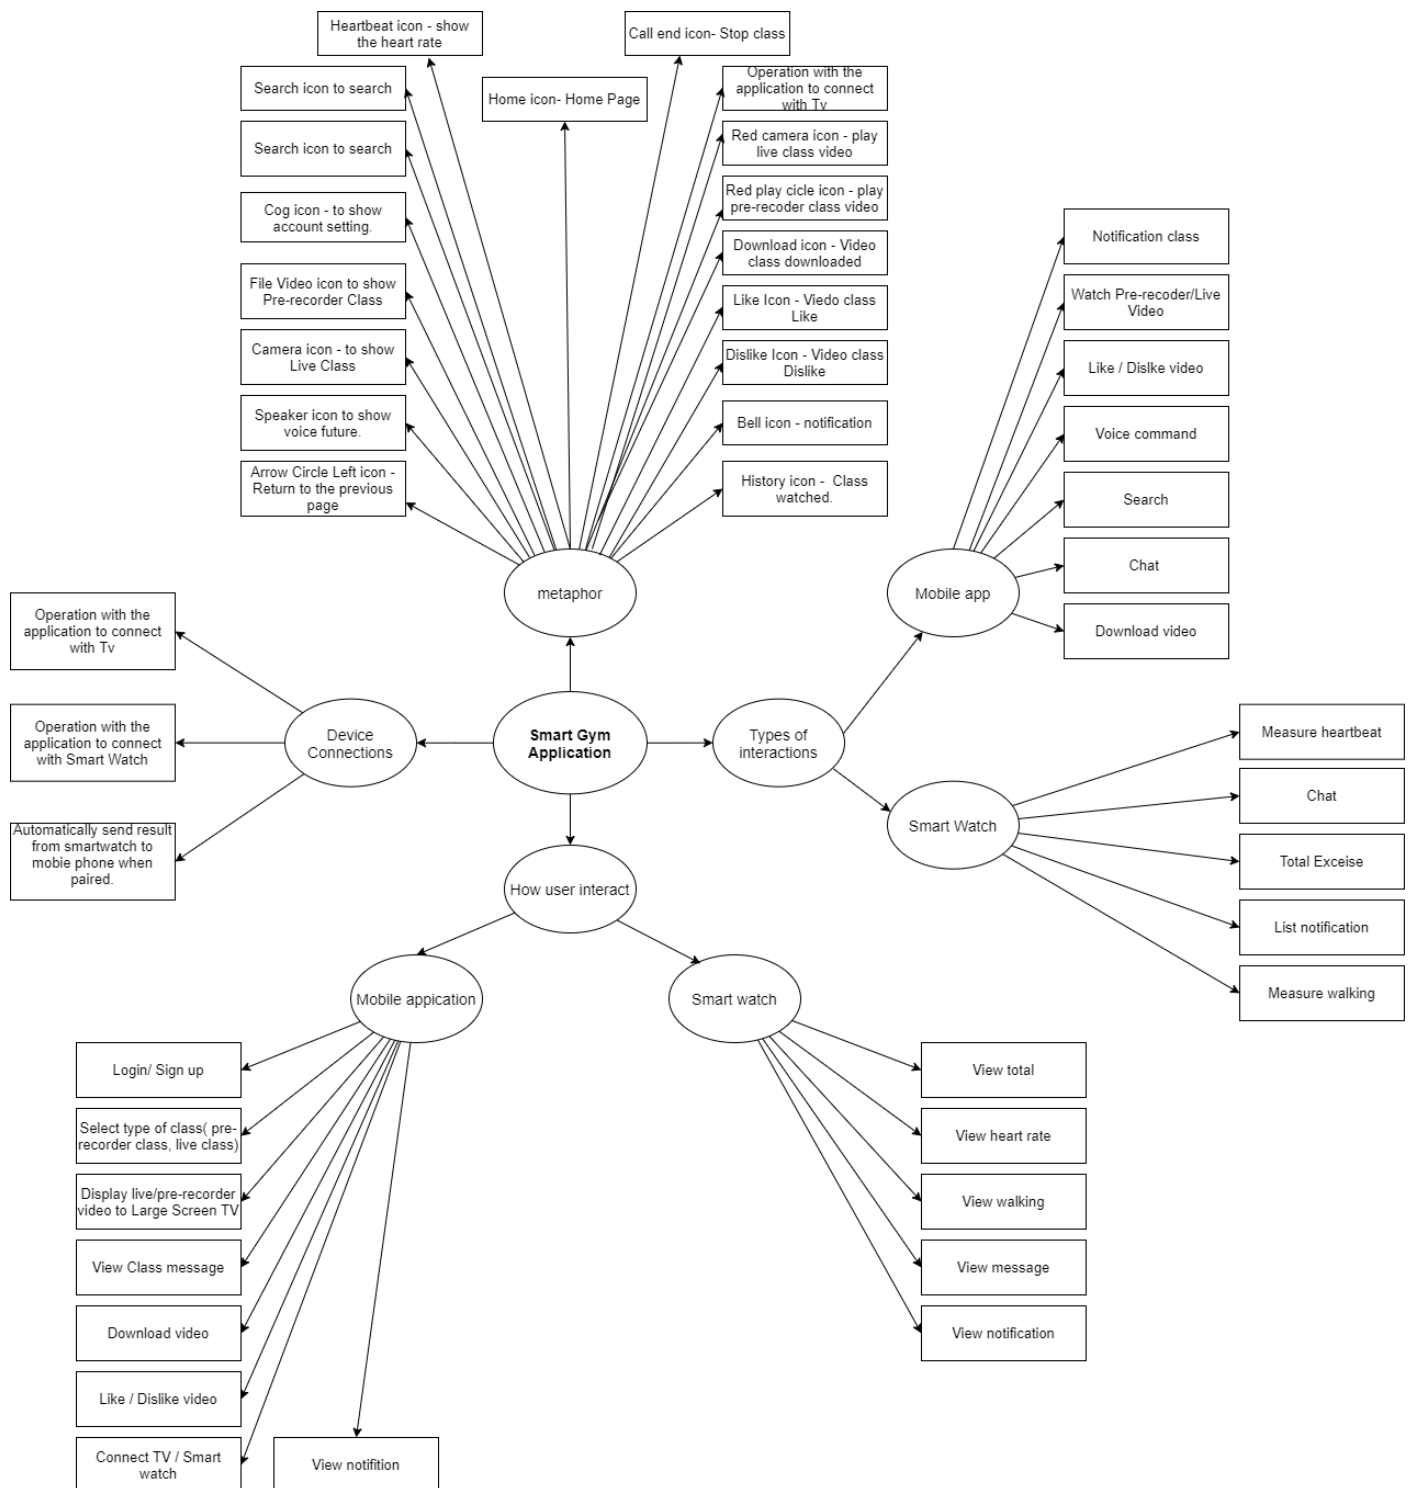 Heartbeat icon - show
the heart rate
Call end icon- Stop class
Search icon to search
Home icon- Home Page
Operation with the
application to connect
with Tv
Search icon to search
Red camera icon - play
live class video
Cog icon - to show
account setting.
Red play cicle icon - play
pre-recoder class video
File Video icon to show
Pre-recorder Class
Download icon - Video
class downloaded
Camera icon - to show
Live Class
Like Icon - Viedo class
Like
Speaker icon to show
voice future.
Dislike Icon - Video class
Dislike
Arrow Circle Left icon -
Return to the previous
page
Bell icon - notification
History icon -  Class
watched.
metaphor
Notification class
Watch Pre-recoder/Live
Video
Like / Dislke video
Voice command
Search
Chat
Download video
Mobile app
Operation with the
application to connect
with Tv
Operation with the
application to connect
with Smart Watch
Automatically send result
from smartwatch to
mobie phone when
paired.
Device
Connections
Smart Gym
Application
Types of
interactions
Smart Watch
Measure heartbeat
Chat
Total Exceise
List notification
Measure walking
How user interact
Mobile appication
Smart watch
Login/ Sign up
Select type of class( pre-
recorder class, live class)
Display live/pre-recorder
video to Large Screen TV
View Class message
Download video
Like / Dislike video
Connect TV / Smart
watch
View notifition
View total
View heart rate
View walking
View message
View notification